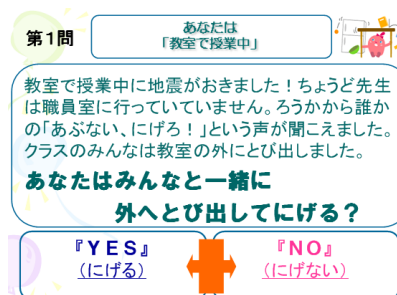 第1問
あなたは
「教室で授業中」
教室で授業中に地震がおきました！ちょうど先生
は職員室に行っていていません。ろうかから誰か
の「あぶない、にげろ！」という声が聞こえました。
クラスのみんなは教室の外にとび出しました。
あなたはみんなと一緒に
外へとび出してにげる？
『YES』
（にげる）
『NO』
（にげない）